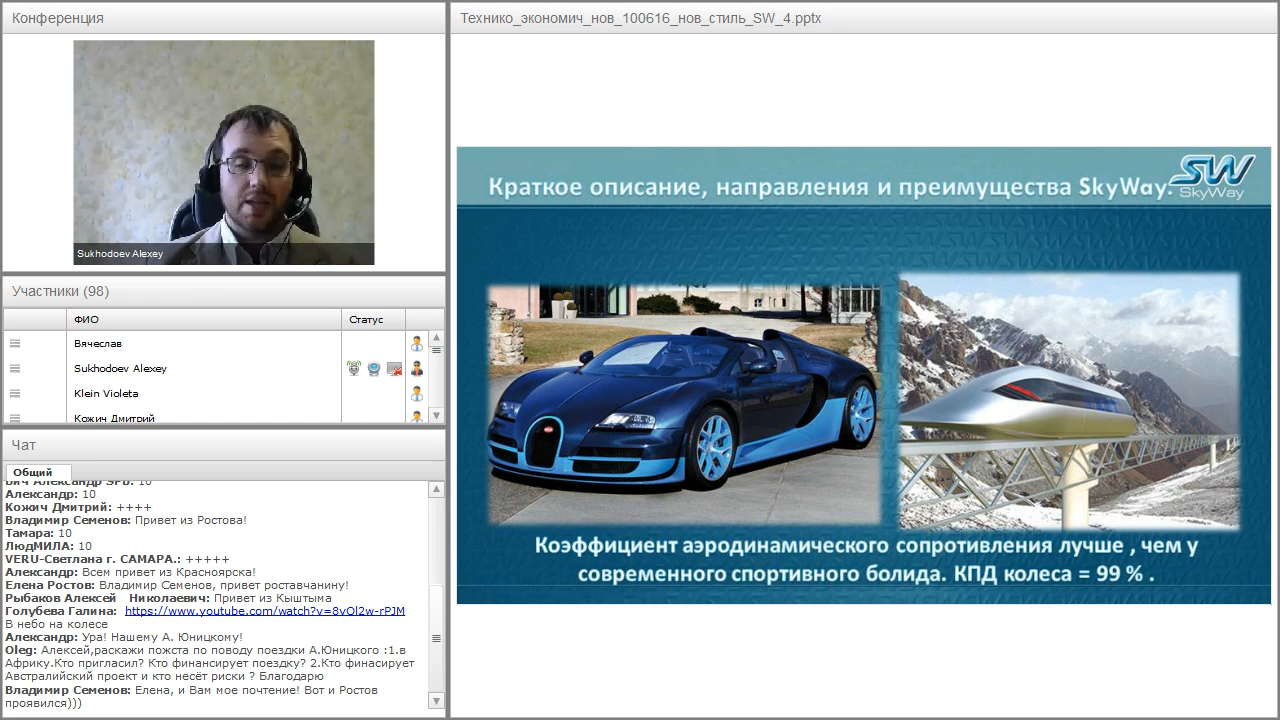 Конференция
Sukhodoev Alexey
Участники (98)
ФИО
Статус
Вячеслав
Sukhodoev Alexey
Klein Violeta
Кожич Дмитрий
Чат
Общий
Вич Александр SPB: 10
Александр: 10
Кожич Дмитрий: ++++
Владимир Семенов: Привет из Ростова!
Тамара: 10
ЛюдМИЛА: 10
VERU-Светлана г. САМАРА.: +++++
Александр: Всем привет из Красноярска!
Елена Ростов: Владимир Семенов, привет роставчанину!
Рыбаков Алексей Николаевич: Привет из Кыштыма
Голубева Галина: https://www.youtube.com/watch?v=8vOl2w-rPJM
В небо на колесе
Александр: Ура! Нашему А. Юницкому!
Oleg: Алексей,раскажи пожста по поводу поездки А.Юницкого :1.в
Африку.Кто пригласил? Кто финансирует поездку? 2.Кто финасирует
Австралийский проект и кто несёт риски ? Благодарю
Владимир Семенов: Елена, и Вам мое почтение! Вот и Ростов
проявился)))
Технико_экономич_нов_100616_нов_стиль_SW_4.pptx
Краткое описание, направления и преимущества SkyWay.
SW
SkyWay
Коэффициент аэродинамического сопротивления лучше , чем у
современного спортивного болида. КПД колеса = 99 % .